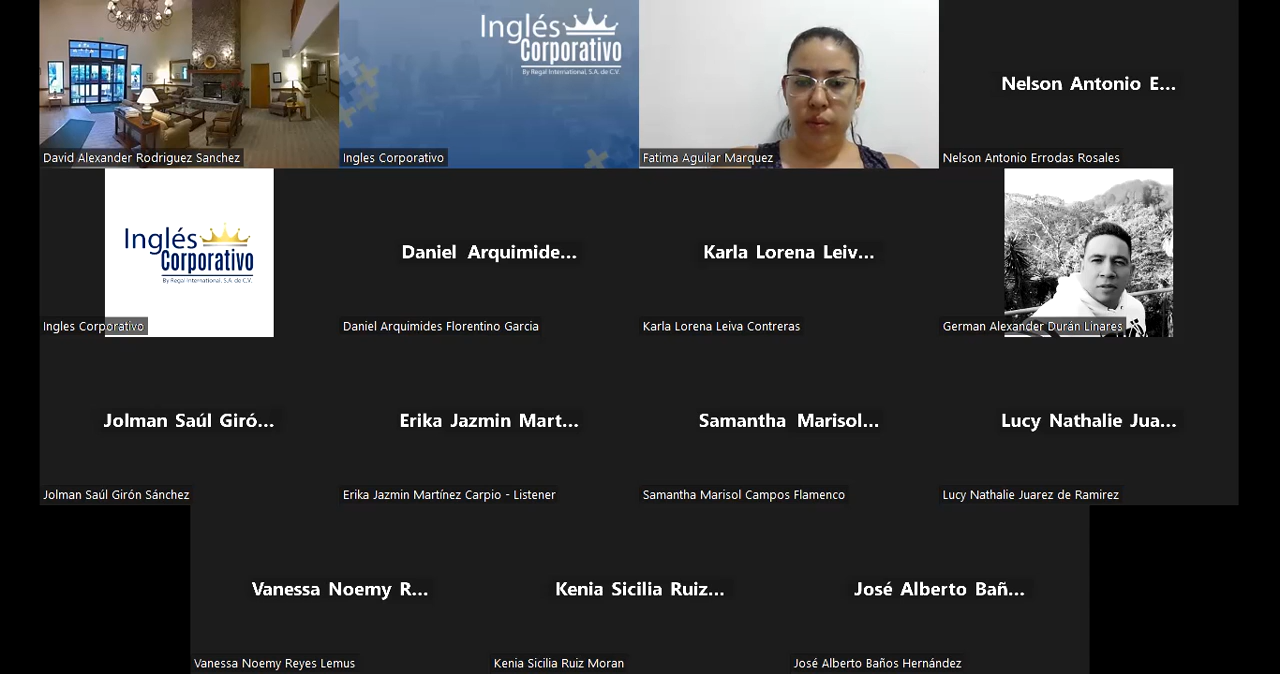 Inglés
Corporativo
By Regal International, S.A. de C.V.
Nelson Antonio E...
David Alexander Rodriguez Sanchez
Ingles Corporativo
Fatima Aguilar Marquez
Nelson Antonio Errodas Rosales
Inglés
Corporativo
By Regal International, S.A. de C.V.
Daniel Arquimide...
Karla Lorena Leiv...
Ingles Corporativo
Daniel Arquimides Florentino Garcia
Karla Lorena Leiva Contreras
German Alexander Durán Linares
Jolman Saúl Giró...
Erika Jazmin Mart...
Samantha Marisol...
Lucy Nathalie Jua...
Jolman Saúl Girón Sánchez
Erika Jazmin Martínez Carpio - Listener
Samantha Marisol Campos Flamenco
Lucy Nathalie Juarez de Ramirez
Vanessa Noemy R...
Kenia Sicilia Ruiz...
José Alberto Bañ...
Vanessa Noemy Reyes Lemus
Kenia Sicilia Ruiz Moran
José Alberto Baños Hernández